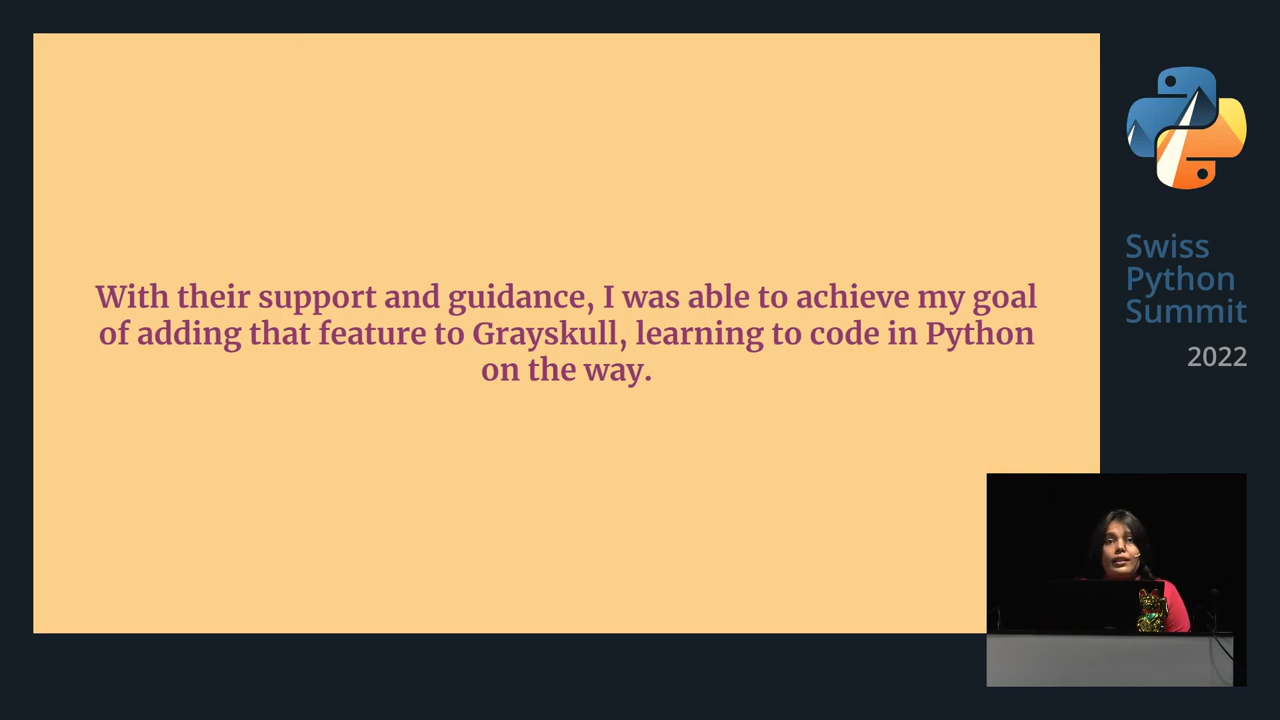 With their support and guidance, I was able to achieve my goal
of adding that feature to Grayskull, learning to code in Python
on the way.
Swiss
Python
Summit
2022